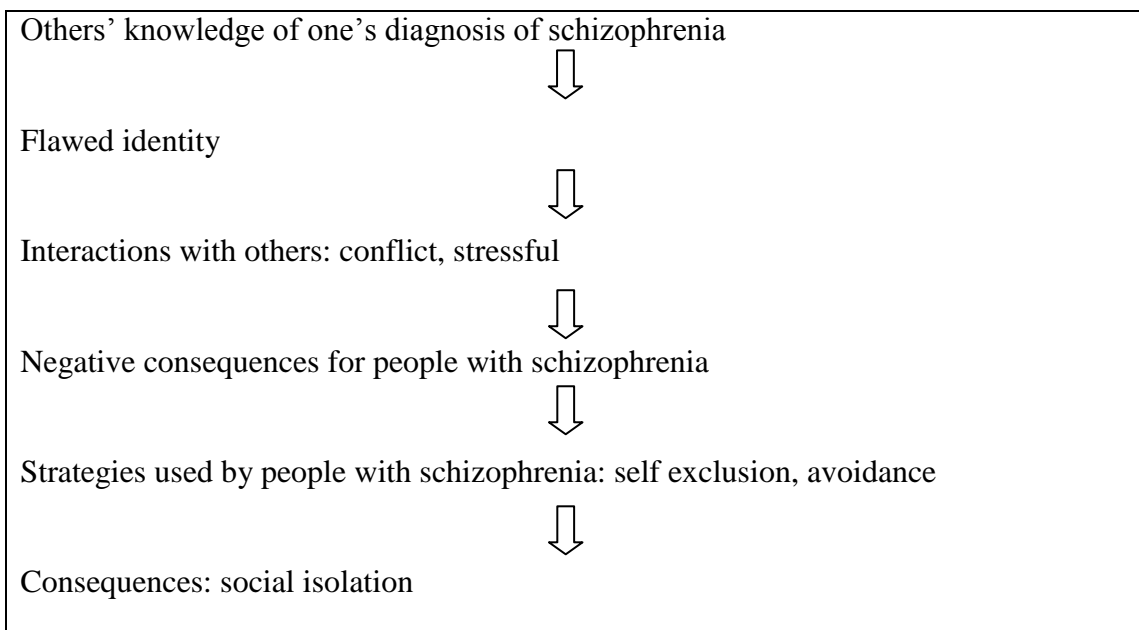 Others’ knowledge of one’s diagnosis of schizophrenia
Flawed identity
Interactions with others: conflict, stressful
Negative consequences for people with schizophrenia
Strategies used by people with schizophrenia: self exclusion, avoidance
Consequences: social isolation